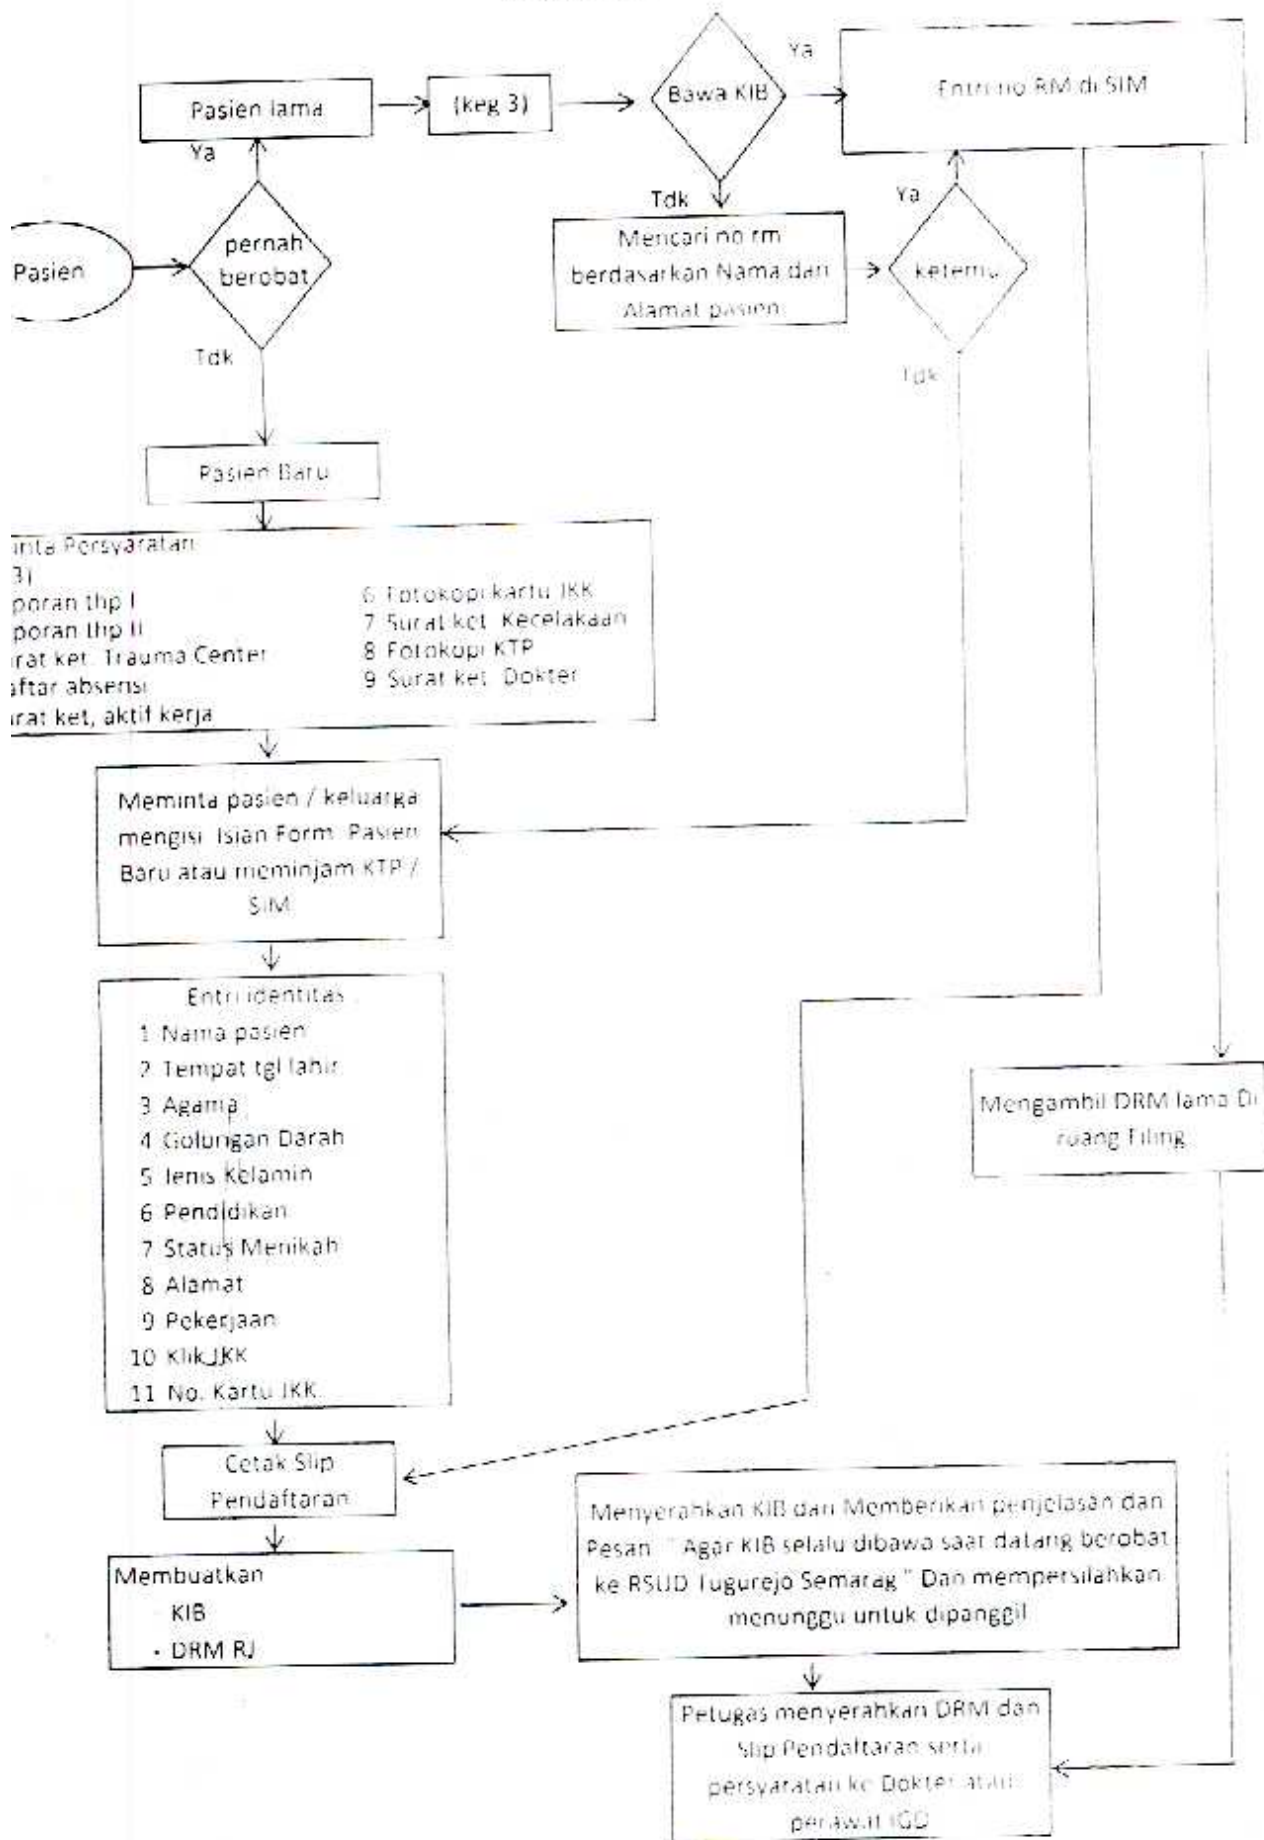 Ya
Pasien lama
(keg 3)
Bawa KIB
Entri no RM di SIM
Ya
Tdk
Ya
Pasien
pernah
berobat
Mencari no rm
berdasarkan Nama dan
Alamat pasien
ketemu
Tdk
Tdk
Pasien Baru
inta Persyaratan
3)
poran thp I
poran thp II
rat ket. Trauma Center
aftar absensi
rat ket, aktif kerja
6 Fotokopi kartu JKK
7 Surat ket. Kecelakaan
8 Fotokopi KTP
9 Surat ket. Dokter
Meminta pasien / keluarga
mengisi Isian Form Pasien
Baru atau meminjam KTP /
SIM
Entri identitas
1 Nama pasien
2 Tempat tgl lahir
3 Agama
4 Golongan Darah
5 Jenis Kelamin
6 Pendidikan
7 Status Menikah
8 Alamat
9 Pekerjaan
10 Klik JKK
11 No. Kartu JKK
Mengambil DRM lama Di
ruang Filing
Cetak Slip
Pendaftaran
Membuatkan
- KIB
- DRM RJ
Menyerahkan KIB dan Memberikan penjelasan dan
Pesan " Agar KIB selalu dibawa saat datang berobat
ke RSUD Tugurejo Semarag " Dan mempersilahkan
menunggu untuk dipanggil
Petugas menyerahkan DRM dan
Slip Pendaftaran serta
persyaratan ke Dokter atau
perawat IGD